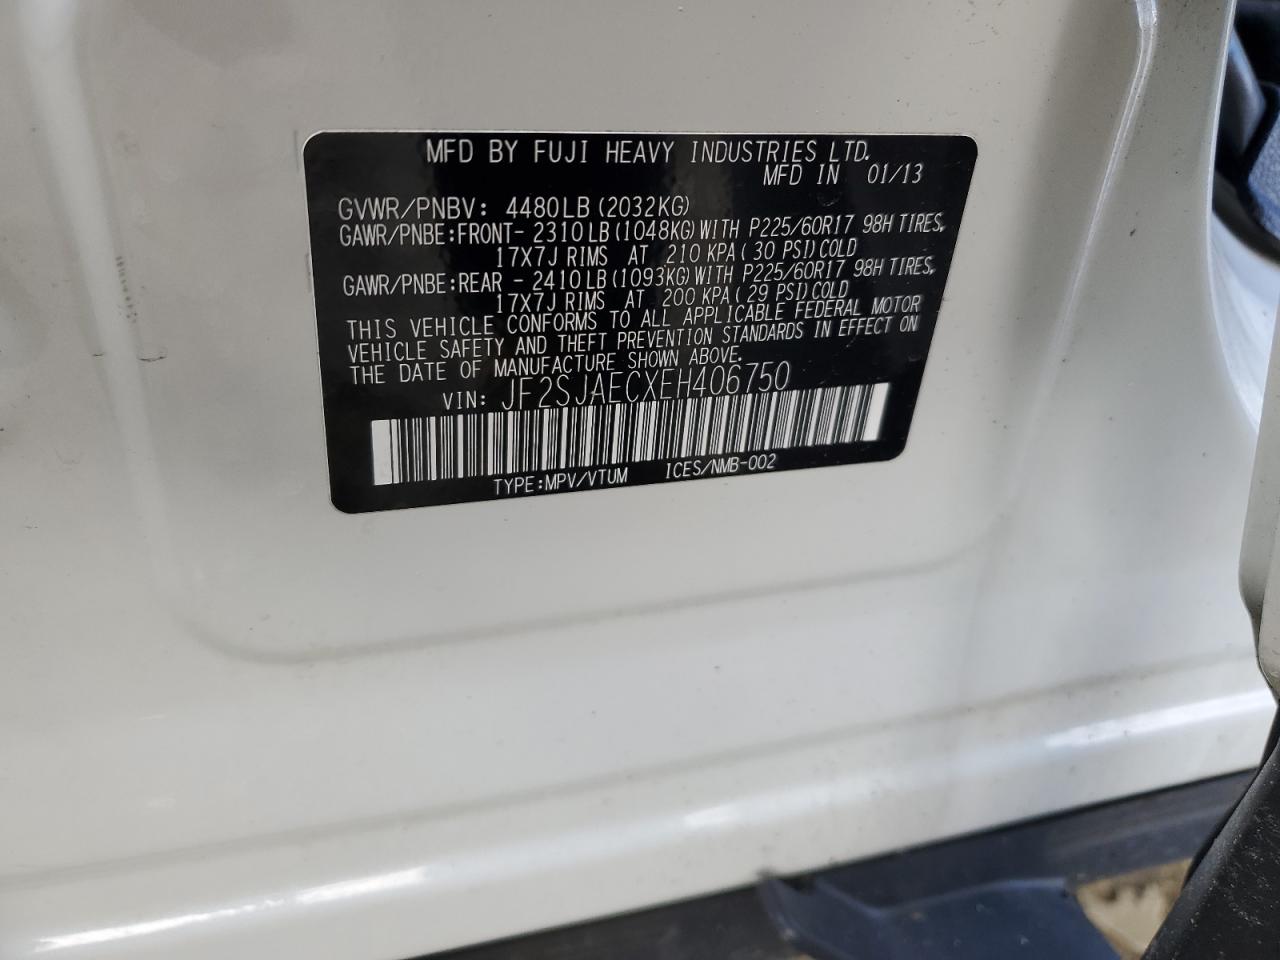 MFD BY FUJI HEAVY INDUSTRIES LTD.
MFD IN 01/13
GVWR/PNBV: 4480LB (2032KG)
GAWR/PNBE:FRONT- 2310LB (1048KG) WITH P225/60R17 98H TIRES,
17X7J RIMS AT 210 KPA ( 30 PSI) COLD
GAWR/PNBE:REAR - 2410LB (1093KG) WITH P225/60R17 98H TIRES,
17X7J RIMS AT 200 KPA ( 29 PSI) COLD
THIS VEHICLE CONFORMS TO ALL APPLICABLE FEDERAL MOTOR
VEHICLE SAFETY AND THEFT PREVENTION STANDARDS IN EFFECT ON
THE DATE OF MANUFACTURE SHOWN ABOVE.
VIN: JF2SJAECXEH406750
TYPE:MPV/VTUM ICES/NMB-002